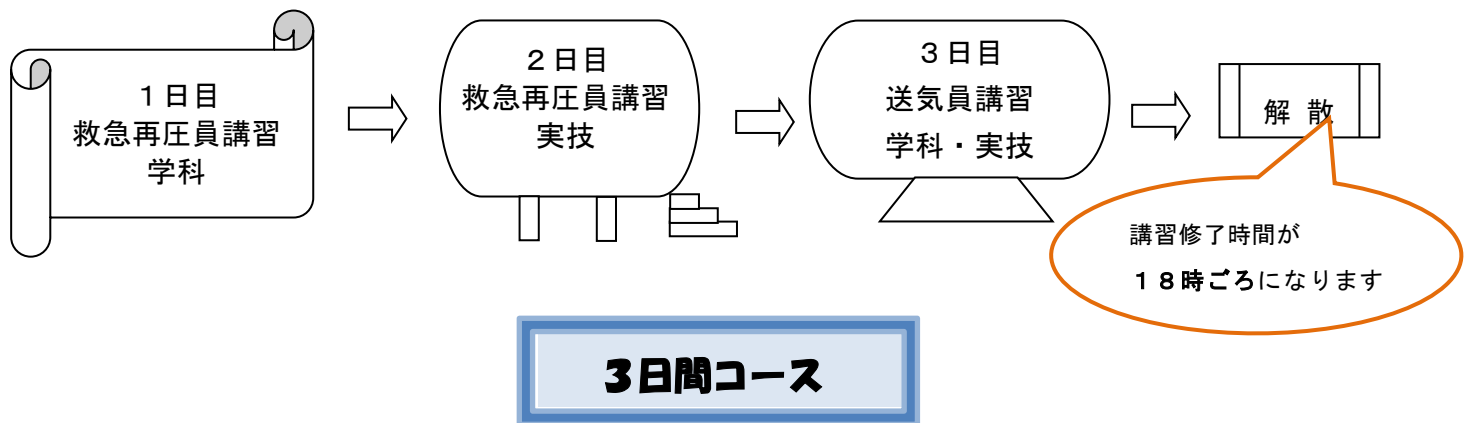 １日目
救急再圧員講習
学科
２日目
救急再圧員講習
実技
３日目
送気員講習
学科・実技
解 散
講習修了時間が
１８時ごろになります
３日間コース